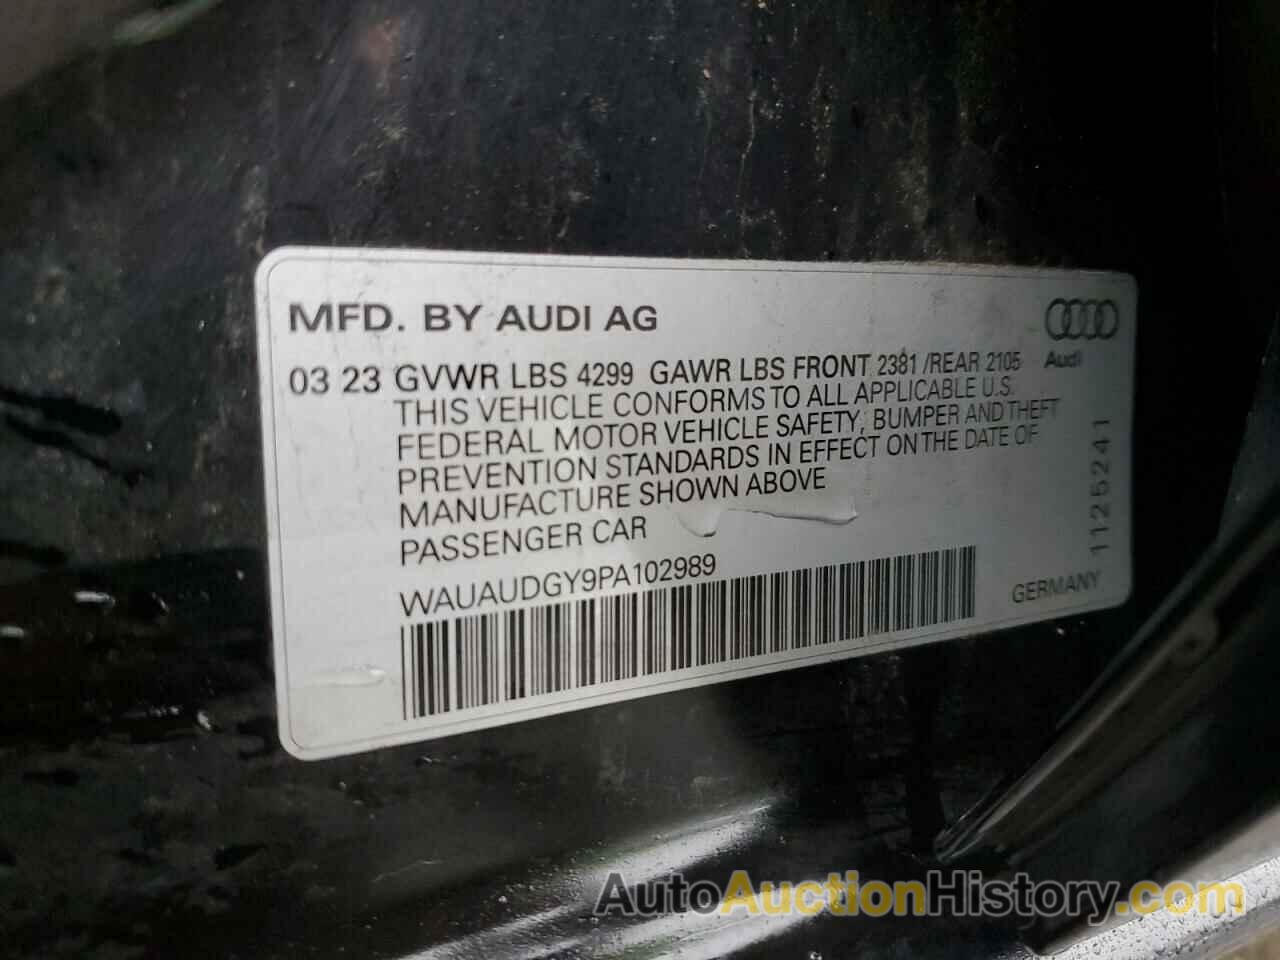 MFD. BY AUDI AG
Audi
03 23 GVWR LBS 4299 GAWR LBS FRONT 2381 /REAR 2105
THIS VEHICLE CONFORMS TO ALL APPLICABLE U.S.
FEDERAL MOTOR VEHICLE SAFETY, BUMPER AND THEFT
PREVENTION STANDARDS IN EFFECT ON THE DATE OF
MANUFACTURE SHOWN ABOVE
PASSENGER CAR
WAUAUDGY9PA102989
1125241
GERMANY
AutoAuctionHistory.com